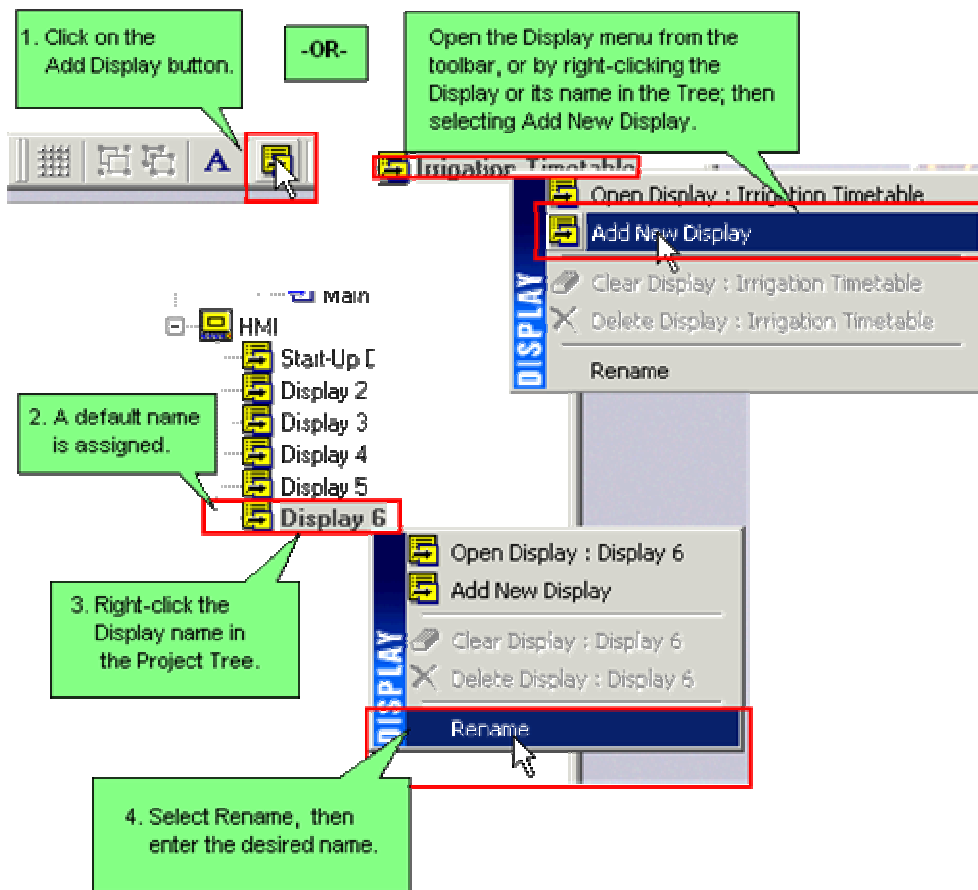 1. Click on the
Add Display button.
-OR-
Open the Display menu from the
toolbar, or by right-clicking the
Display or its name in the Tree; then
selecting Add New Display.
A
Irrigation Timetable
Open Display : Irrigation Timetable
Add New Display
Clear Display : Irrigation Timetable
Delete Display : Irrigation Timetable
Rename
DISPLAY
Main
HMI
Start-Up D
Display 2
Display 3
Display 4
Display 5
Display 6
2. A default name
is assigned.
3. Right-click the
Display name in
the Project Tree.
Open Display : Display 6
Add New Display
Clear Display : Display 6
Delete Display : Display 6
Rename
DISPLAY
4. Select Rename, then
enter the desired name.